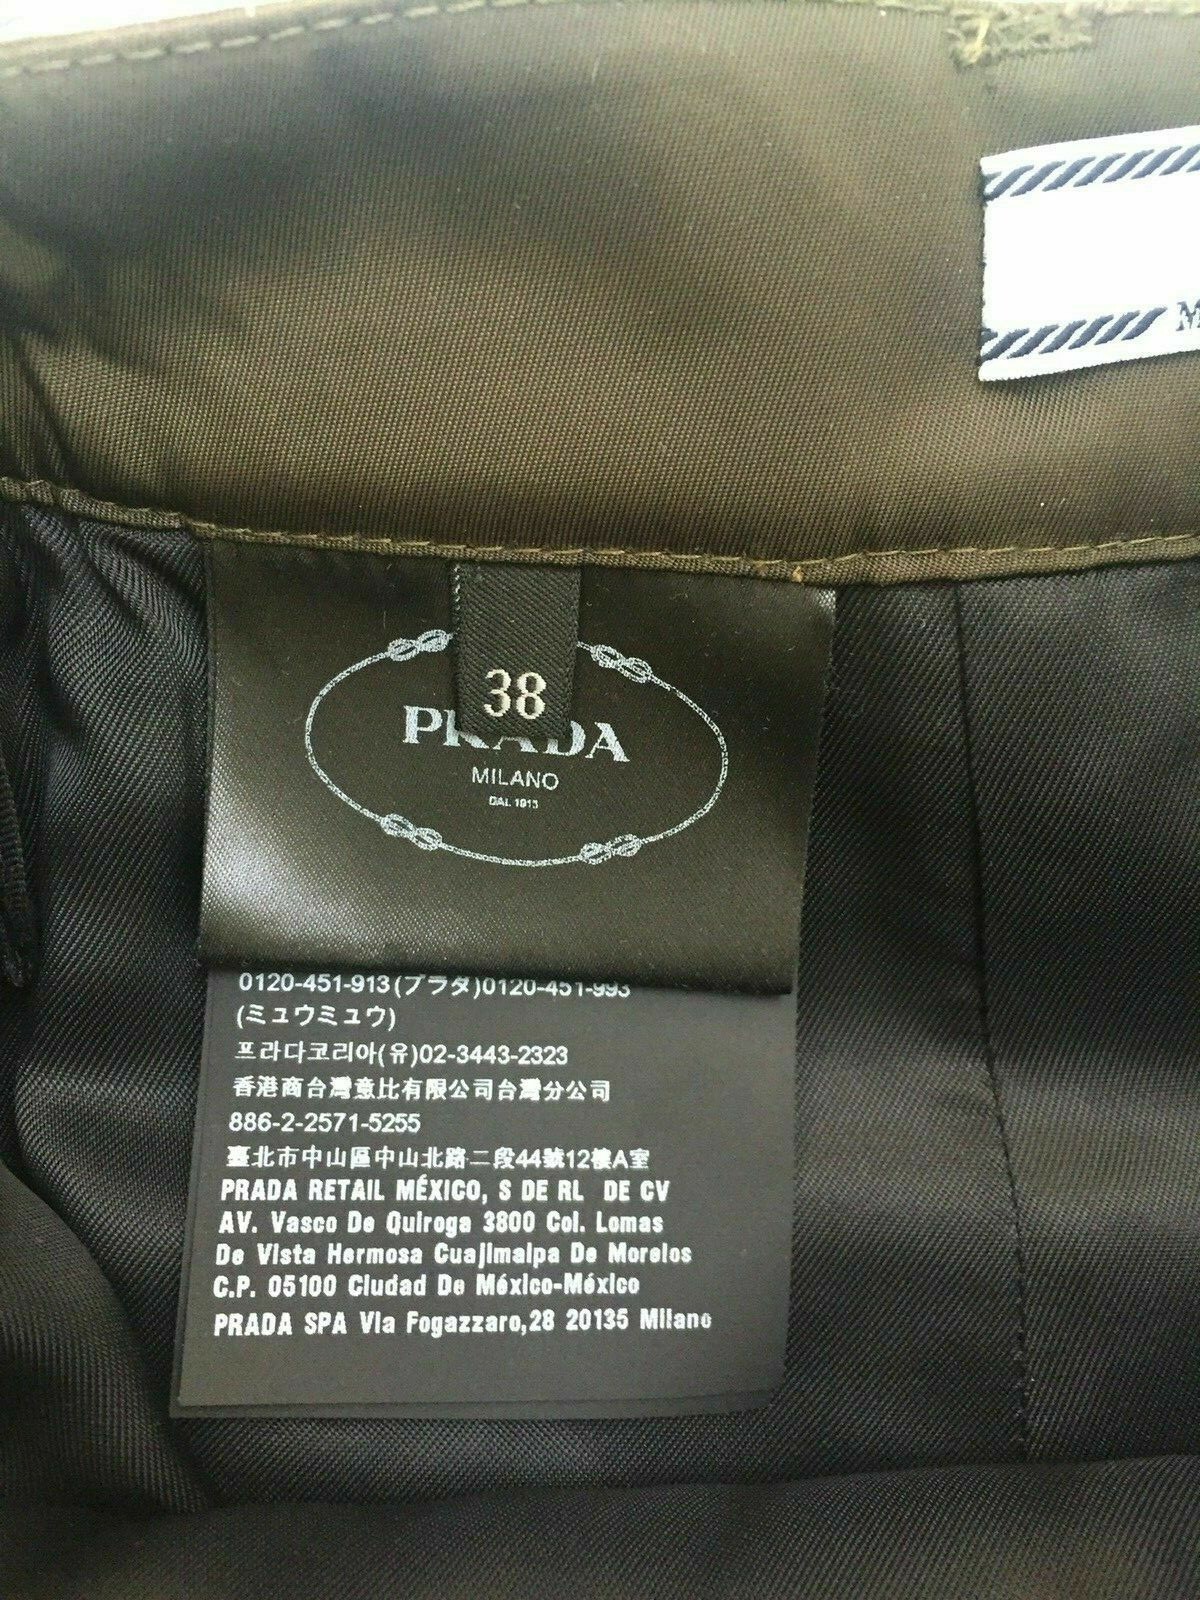 M
38
PRADA
MILANO
DAL 1913
0120-451-913(プラダ)0120-451-993
(ミュウミュウ)
프라다코리아(유)02-3443-2323
香港商台灣意比有限公司台灣分公司
886-2-2571-5255
臺北市中山區中山北路二段44號12樓A室
PRADA RETAIL MÉXICO, S DE RL DE CV
AV. Vasco De Quiroga 3800 Col. Lomas
De Vista Hermosa Cuajimalpa De Morelos
C.P. 05100 Ciudad De México-México
PRADA SPA Via Fogazzaro,28 20135 Milano